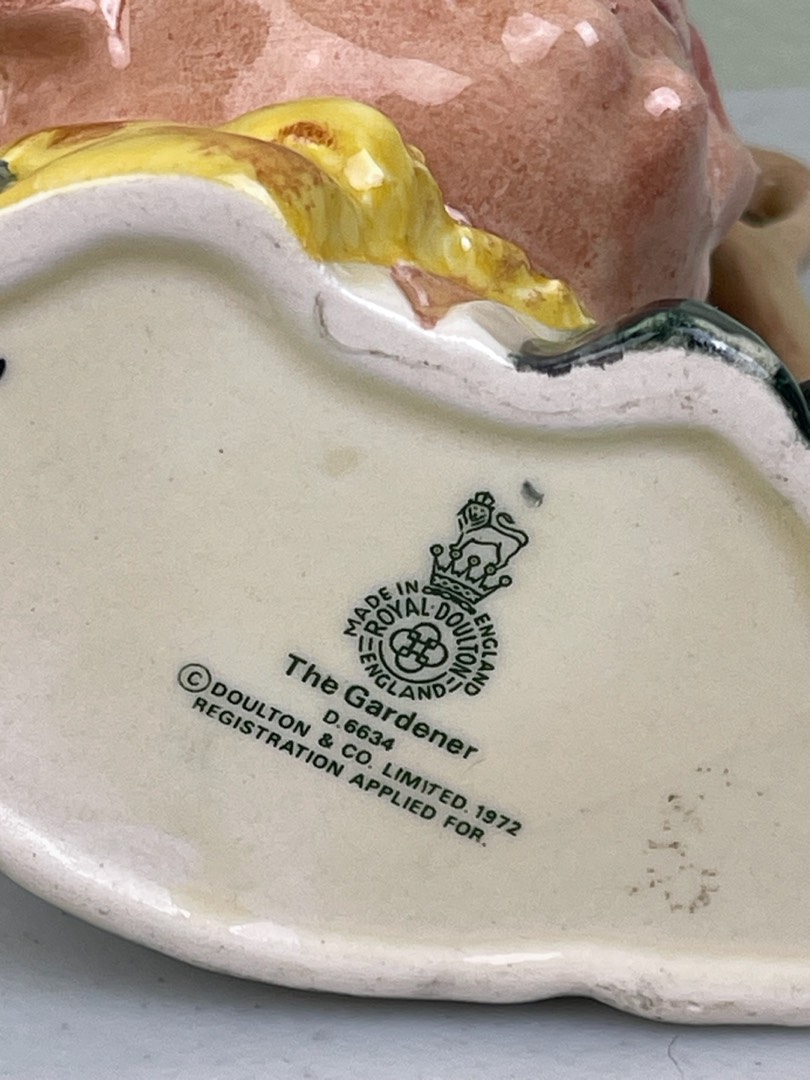 MADE IN ENGLAND
ROYAL·DOULTON
ENGLAND
The Gardener
D.6634
©DOULTON & CO. LIMITED.1972
REGISTRATION APPLIED FOR.